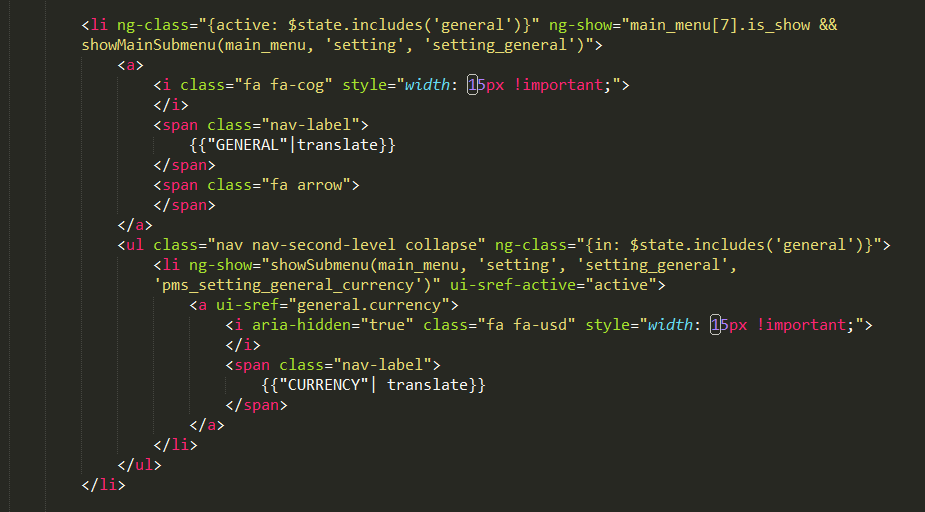 <li ng-class="{active: $state.includes('general')}" ng-show="main_menu[7].is_show &&
showMainSubmenu(main_menu, 'setting', 'setting_general')">
<a>
<i class="fa fa-cog" style="width: 15px !important;">
</i>
<span class="nav-label">
{{"GENERAL"|translate}}
</span>
<span class="fa arrow">
</span>
</a>
<ul class="nav nav-second-level collapse" ng-class="{in: $state.includes('general')}">
<li ng-show="showSubmenu(main_menu, 'setting', 'setting_general',
'pms_setting_general_currency')" ui-sref-active="active">
<a ui-sref="general.currency">
<i aria-hidden="true" class="fa fa-usd" style="width: 15px !important;">
</i>
<span class="nav-label">
{{"CURRENCY"| translate}}
</span>
</a>
</li>
</ul>
</li>